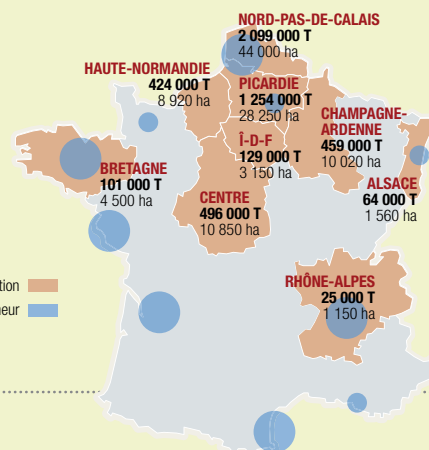 NORD-PAS-DE-CALAIS
2 099 000 T
44 000 ha
HAUTE-NORMANDIE
424 000 T
8 920 ha
PICARDIE
1 254 000 T
28 250 ha
CHAMPAGNE-
ARDENNE
459 000 T
10 020 ha
Î-D-F
129 000 T
3 150 ha
BRETAGNE
101 000 T
4 500 ha
ALSACE
64 000 T
1 560 ha
CENTRE
496 000 T
10 850 ha
RHÔNE-ALPES
25 000 T
1 150 ha
tion
eur